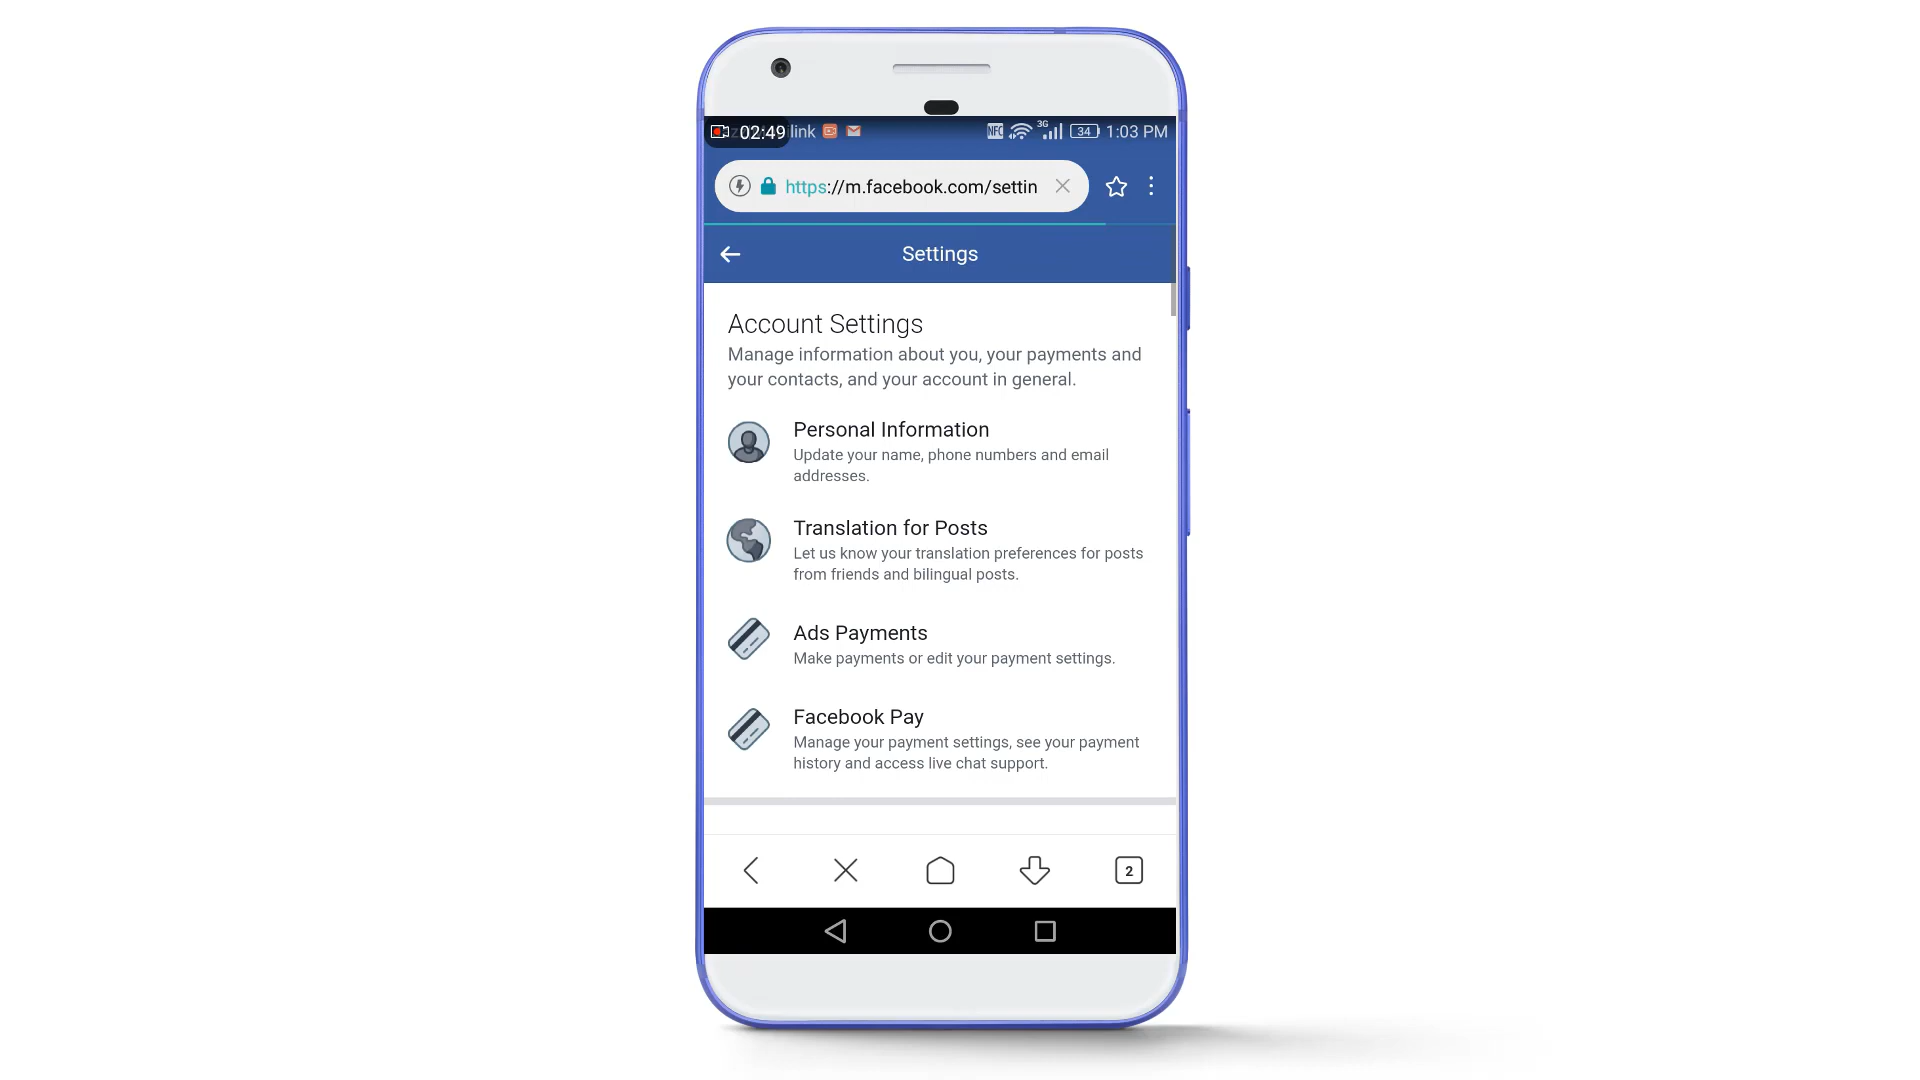 02:49 link NFC 3G 34 1:03 PM
https://m.facebook.com/settin
Settings
Account Settings
Manage information about you, your payments and
your contacts, and your account in general.
Personal Information
Update your name, phone numbers and email
addresses.
Translation for Posts
Let us know your translation preferences for posts
from friends and bilingual posts.
Ads Payments
Make payments or edit your payment settings.
Facebook Pay
Manage your payment settings, see your payment
history and access live chat support.
2